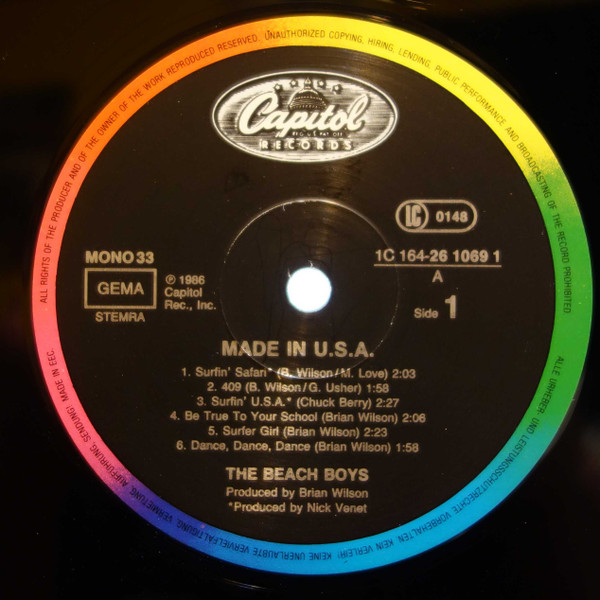 ALL RIGHTS OF THE PRODUCER AND OF THE OWNER OF THE WORK REPRODUCED RESERVED. UNAUTHORIZED COPYING, HIRING, LENDING, PUBLIC PERFORMANCE AND BROADCASTING OF THE RECORD PROHIBITED.
Capitol
RECORDS
LC 0148
MONO 33
GEMA
STEMRA
℗ 1986
Capitol
Rec., Inc.
1C 164-26 1069 1
A
Side 1
MADE IN U.S.A.
1. Surfin' Safari* (B. Wilson/M. Love) 2:03
2. 409 (B. Wilson/G. Usher) 1:58
3. Surfin' U.S.A.* (Chuck Berry) 2:27
4. Be True To Your School (Brian Wilson) 2:06
5. Surfer Girl (Brian Wilson) 2:23
6. Dance, Dance, Dance (Brian Wilson) 1:58
THE BEACH BOYS
Produced by Brian Wilson
*Produced by Nick Venet
ALLE URHEBER- UND LEISTUNGSSCHUTZRECHTE VORBEHALTEN. KEIN VERLEIH! KEINE UNERLAUBTE VERVIELFÄLTIGUNG, VERMIETUNG, AUFFÜHRUNG, SENDUNG! MADE IN EEC.